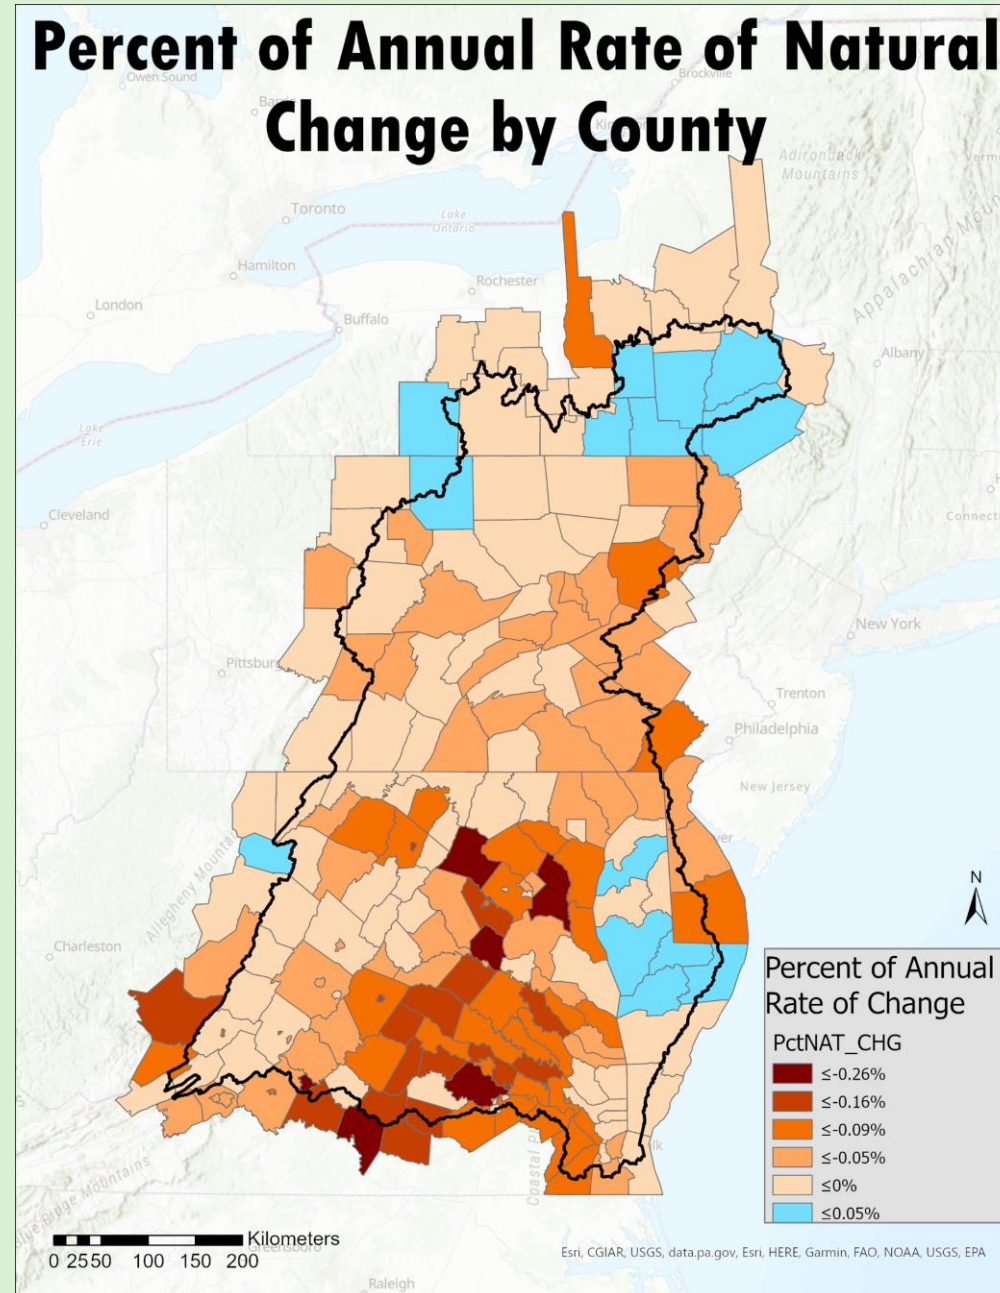 Percent of Annual Rate of Natural
Change by County
Owen Sound
Brockville
Adirondack
Mountains
Toronto
Lake
Ontario
Hamilton
Rochester
London
Buffalo
Albany
Appalachian
Lake
Erie
Cleveland
New York
Pittsburg
Trenton
Philadelphia
New Jersey
Allegheny Mountai
Charleston
N
Percent of Annual
Rate of Change
PctNAT_CHG
≤-0.26%
≤-0.16%
≤-0.09%
≤-0.05%
≤0%
≤0.05%
Coastal
Blue Ridge Mountains
Kilometers
0 25 50 100 150 200
Greensboro
Esri, CGIAR, USGS, data.pa.gov, Esri, HERE, Garmin, FAO, NOAA, USGS, EPA
Raleigh